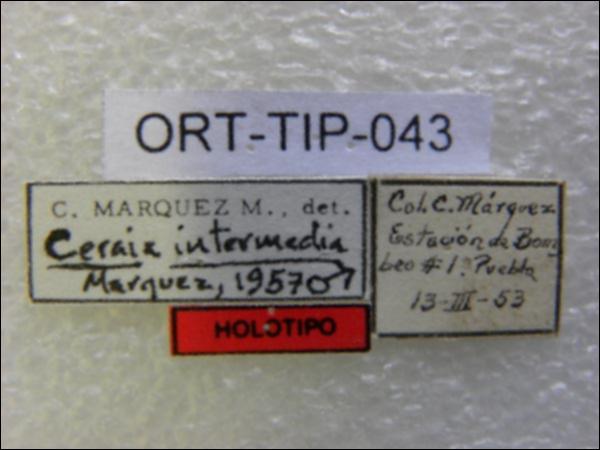 ORT-TIP-043
C. MARQUEZ M., det.
Ceraia intermedia
Marquez, 1957♂
HOLOTIPO
Col. C. Márquez
Estación de Bom
beo #1. Puebla
13-III-53